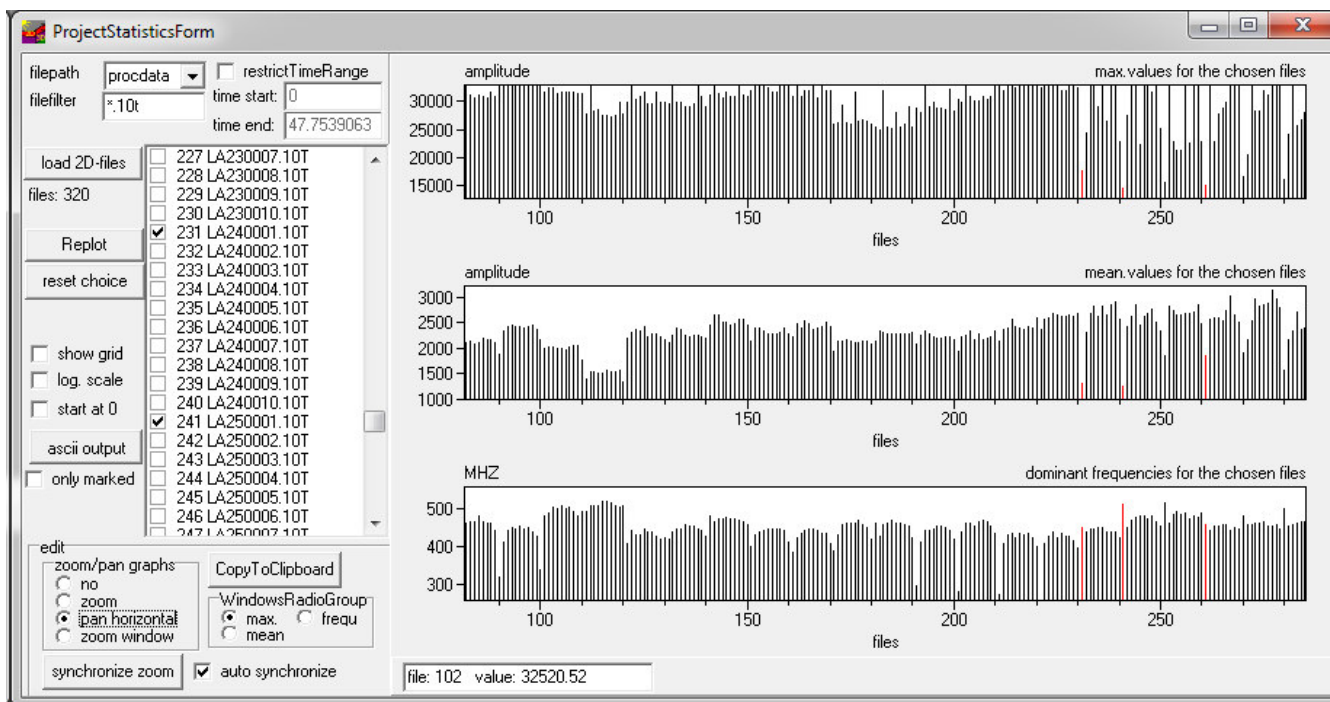 ProjectStatisticsForm
filepath
procdata
restrictTimeRange
filefilter
*.10t
time start:
0
time end:
47.7539063
load 2D-files
files: 320
Replot
reset choice
show grid
log. scale
start at 0
ascii output
only marked
227 LA230007.10T
228 LA230008.10T
229 LA230009.10T
230 LA230010.10T
231 LA240001.10T
232 LA240002.10T
233 LA240003.10T
234 LA240004.10T
235 LA240005.10T
236 LA240006.10T
237 LA240007.10T
238 LA240008.10T
239 LA240009.10T
240 LA240010.10T
241 LA250001.10T
242 LA250002.10T
243 LA250003.10T
244 LA250004.10T
245 LA250005.10T
246 LA250006.10T
247 LA250007.10T
edit
zoom/pan graphs
no
zoom
pan horizontal
zoom window
CopyToClipboard
WindowsRadioGroup
max. frequ
mean
synchronize zoom
auto synchronize
amplitude
max.values for the chosen files
30000
25000
20000
15000
100 150 200 250
files
amplitude
mean.values for the chosen files
3000
2500
2000
1500
1000
100 150 200 250
files
MHZ
dominant frequencies for the chosen files
500
400
300
100 150 200 250
files
file: 102 value: 32520.52